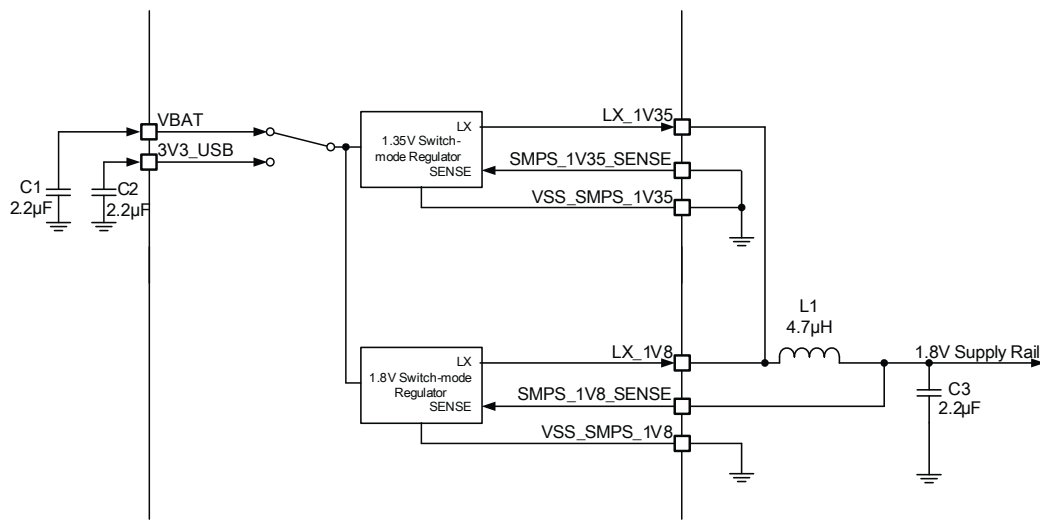 VBAT
3V3_USB
C1
2.2µF
C2
2.2µF
LX
1.35V Switch-
mode Regulator
SENSE
LX_1V35
SMPS_1V35_SENSE
VSS_SMPS_1V35
L1
4.7µH
LX
1.8V Switch-mode
Regulator
SENSE
LX_1V8
SMPS_1V8_SENSE
VSS_SMPS_1V8
1.8V Supply Rail
C3
2.2µF